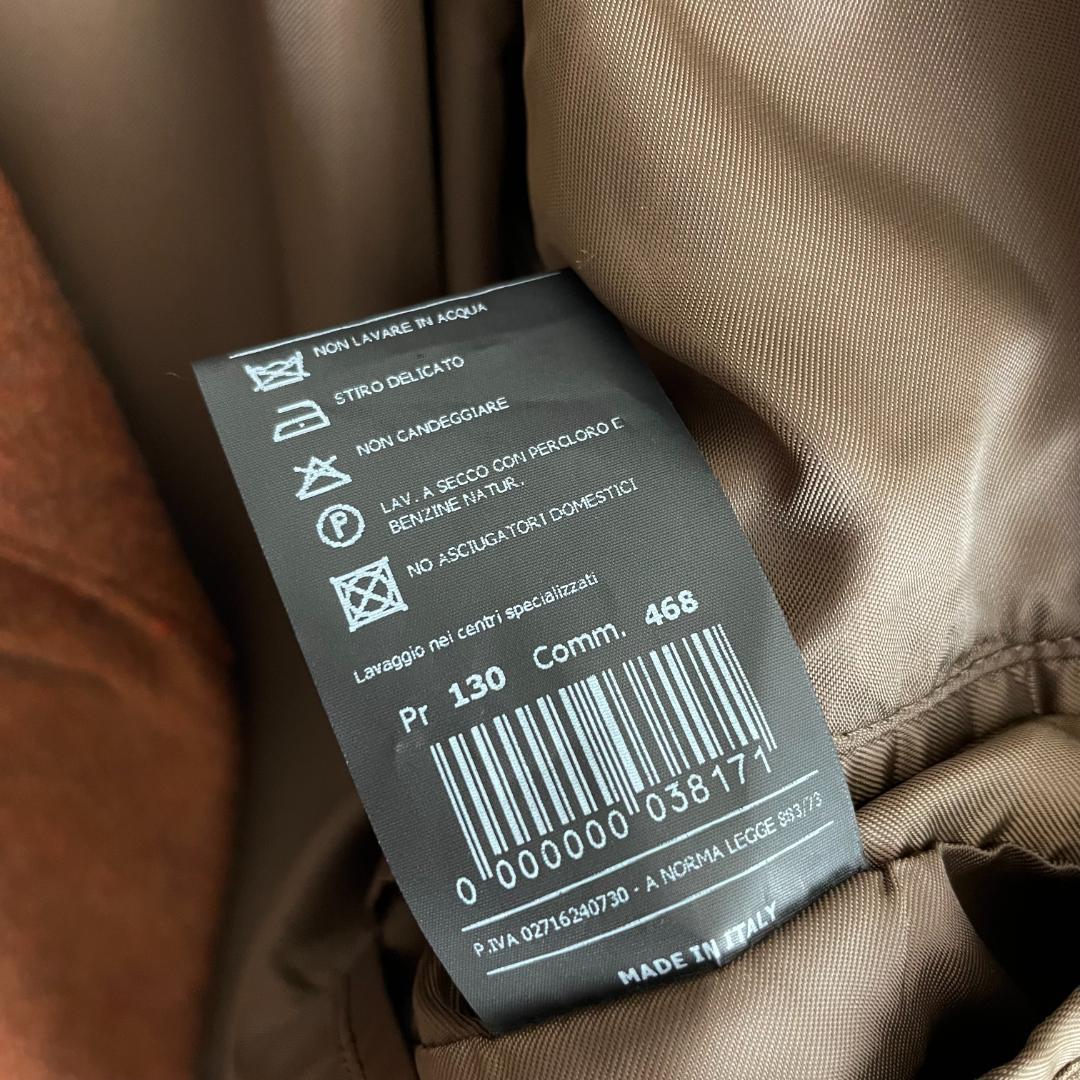 NON LAVARE IN ACQUA
STIRO DELICATO
NON CANDEGGIARE
P
LAV. A SECCO CON PERCLORO E
BENZINE NATUR.
NO ASCIUGATORI DOMESTICI
Lavaggio nei centri specializzati
Pr 130 Comm. 468
0 000000 038171
P.IVA 02716240730 - A NORMA LEGGE 883/73
MADE IN ITALY